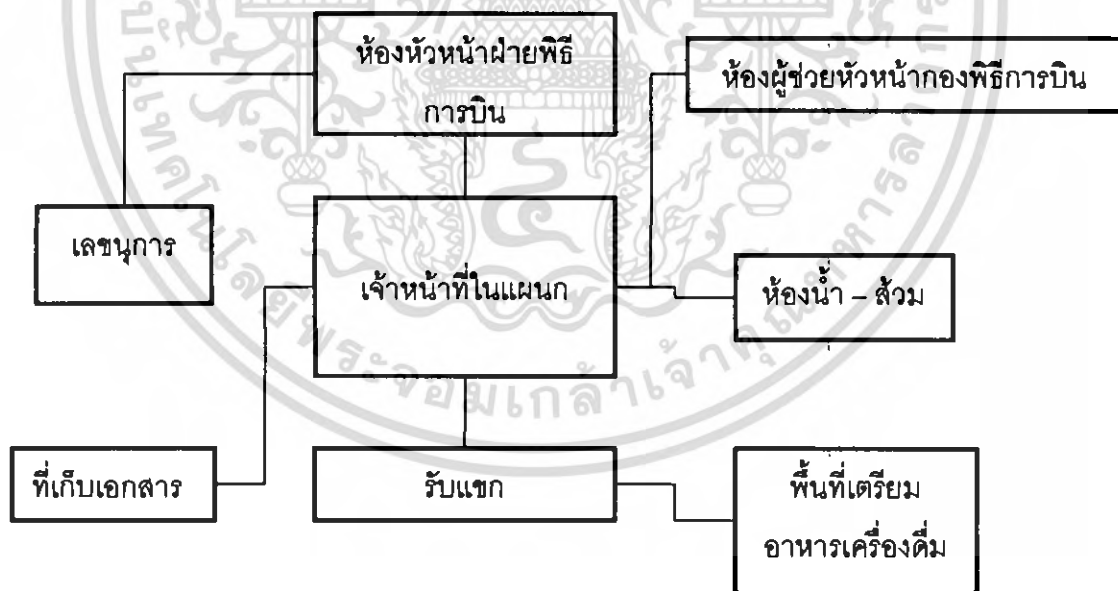 ห้องหัวหน้าฝ่ายพิธี
การบิน
ห้องผู้ช่วยหัวหน้ากองพิธีการบิน
เลขนุการ
เจ้าหน้าที่ในแผนก
ห้องน้ำ – ส้วม
ที่เก็บเอกสาร
รับแขก
พื้นที่เตรียม
อาหารเครื่องดื่ม